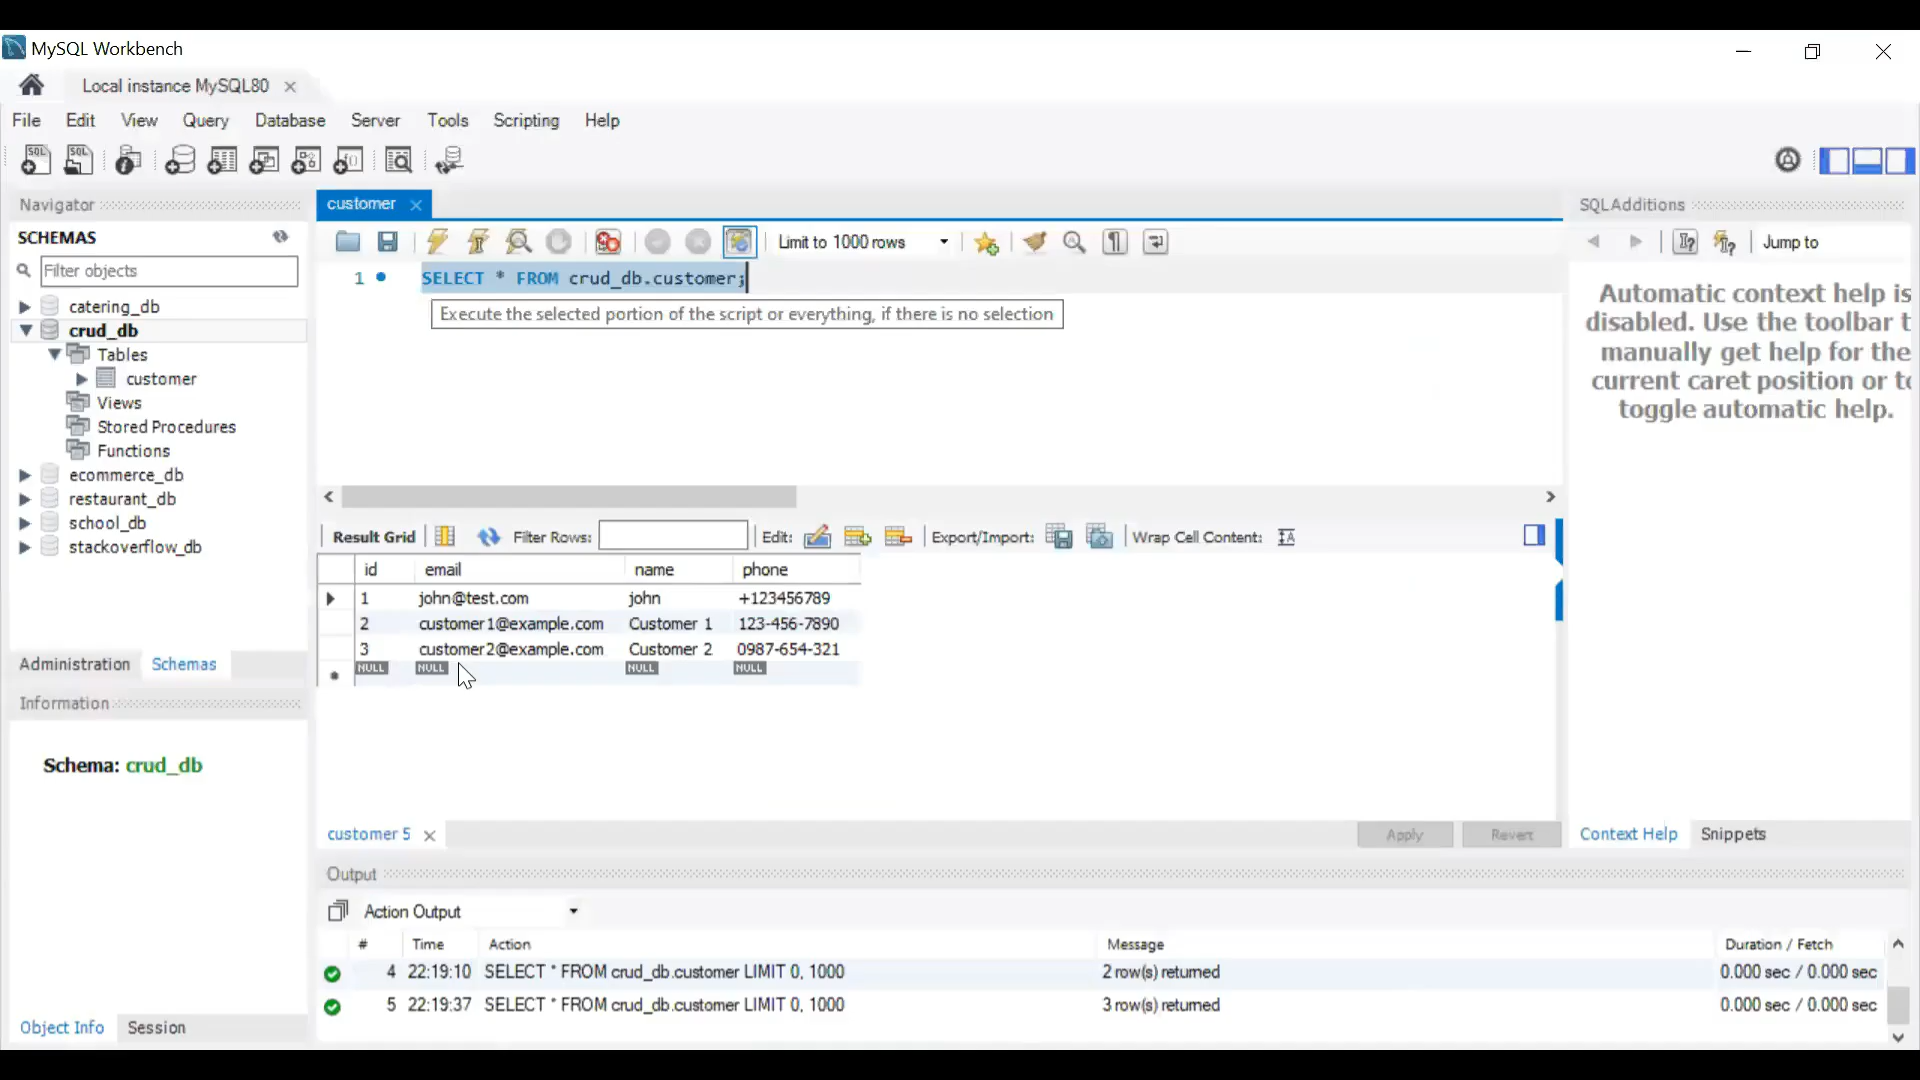 MySQL Workbench
Local instance MySQL80
File Edit View Query Database Server Tools Scripting Help
Navigator
SCHEMAS
Filter objects
catering_db
crud_db
Tables
customer
Views
Stored Procedures
Functions
ecommerce_db
restaurant_db
school_db
stackoverflow_db
Administration Schemas
Information
Schema: crud_db
Object Info Session
customer
Limit to 1000 rows
1 SELECT * FROM crud_db.customer;
Execute the selected portion of the script or everything, if there is no selection
Result Grid Filter Rows: Edit: Export/Import: Wrap Cell Content:
id email name phone
1 john@test.com john +123456789
2 customer1@example.com Customer 1 123-456-7890
3 customer2@example.com Customer 2 0987-654-321
NULL NULL NULL NULL
customer 5
Apply Revert
SQLAdditions
Jump to
Automatic context help is
disabled. Use the toolbar t
manually get help for the
current caret position or to
toggle automatic help.
Context Help Snippets
Output
Action Output
# Time Action Message Duration / Fetch
4 22:19:10 SELECT * FROM crud_db.customer LIMIT 0, 1000 2 row(s) returned 0.000 sec / 0.000 sec
5 22:19:37 SELECT * FROM crud_db.customer LIMIT 0, 1000 3 row(s) returned 0.000 sec / 0.000 sec